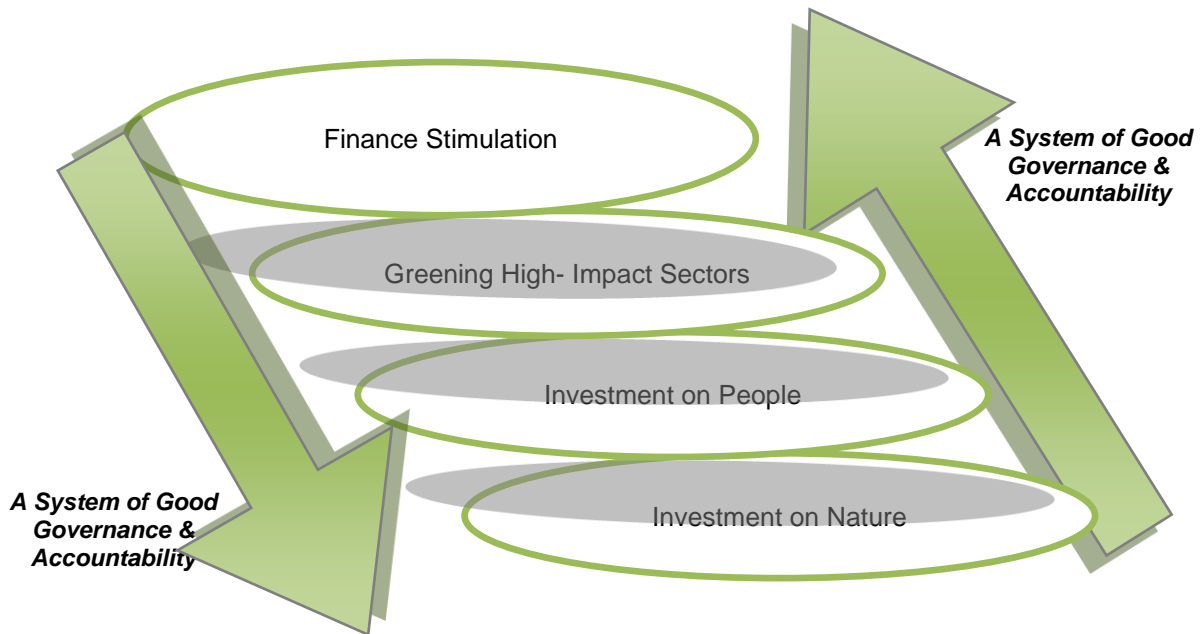 Finance Stimulation
A System of Good
Governance &
Accountability
Greening High- Impact Sectors
Investment on People
A System of Good
Governance &
Accountability
Investment on Nature